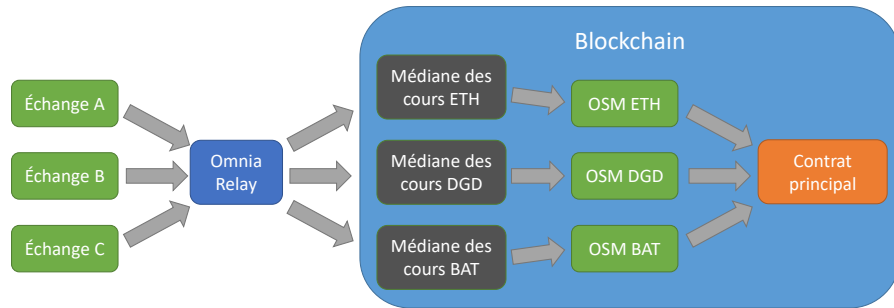 Blockchain
Échange A
Échange B
Échange C
Omnia
Relay
Médiane des
cours ETH
Médiane des
cours DGD
Médiane des
cours BAT
OSM ETH
OSM DGD
OSM BAT
Contrat
principal